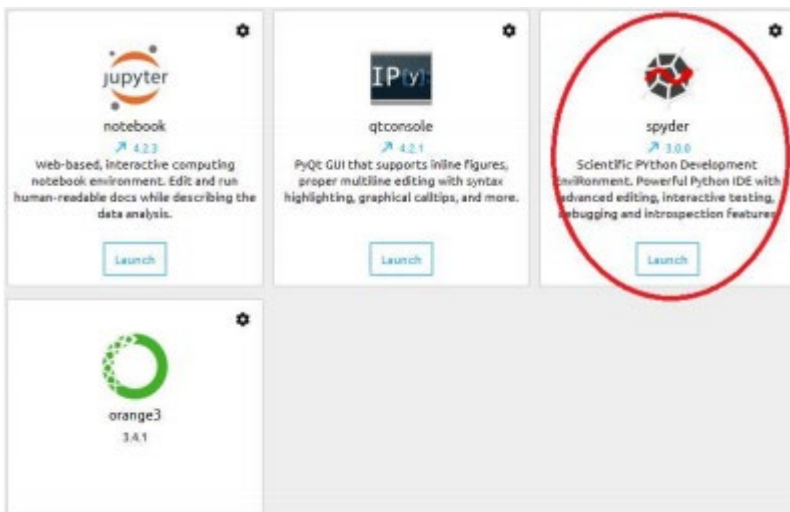 jupyter
notebook
4.2.3
Web-based, interactive computing
notebook environment. Edit and run
human-readable docs while describing the
data analysis.
Launch
IP[y]:
qtconsole
4.2.1
PyQt GUI that supports inline figures,
proper multiline editing with syntax
highlighting, graphical calltips, and more.
Launch
spyder
3.0.0
Scientific PYthon Development
EnviRonment. Powerful Python IDE with
advanced editing, interactive testing,
debugging and introspection features
Launch
orange3
3.4.1